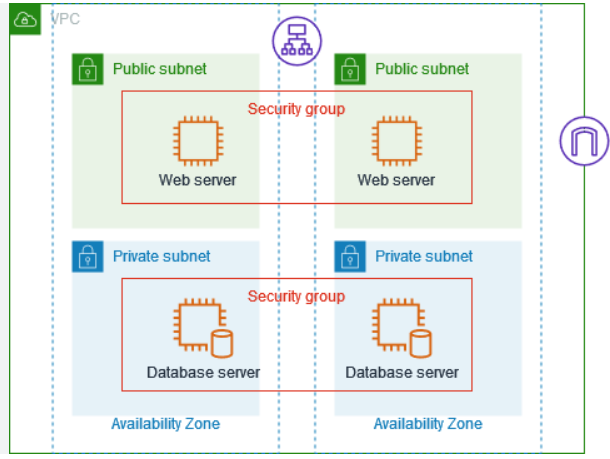 VPC
Public subnet
Public subnet
Security group
Web server
Web server
Private subnet
Private subnet
Security group
Database server
Database server
Availability Zone
Availability Zone